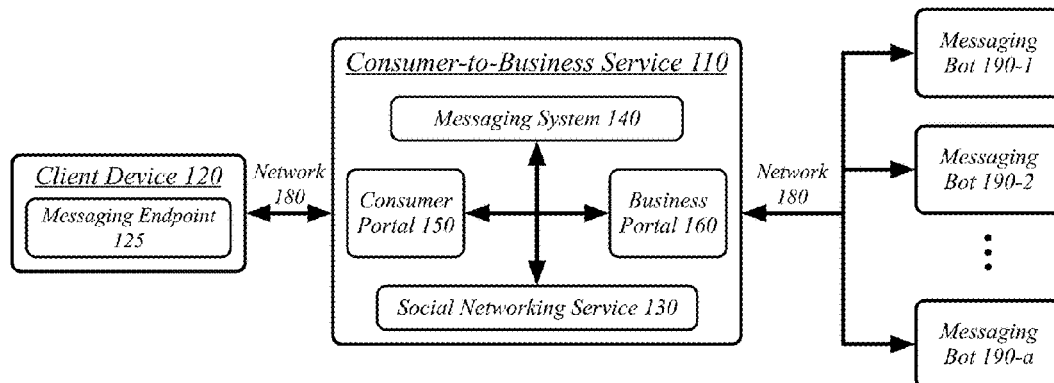 Client Device 120
Messaging Endpoint
125
Network
180
Consumer-to-Business Service 110
Messaging System 140
Consumer
Portal 150
Business
Portal 160
Social Networking Service 130
Network
180
Messaging
Bot 190-1
Messaging
Bot 190-2
Messaging
Bot 190-a